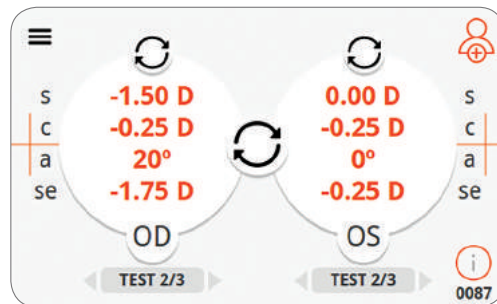 s -1.50 D 0.00 D s
c -0.25 D -0.25 D c
a 20º 0º a
se -1.75 D -0.25 D se
OD OS
TEST 2/3 TEST 2/3
i
0087